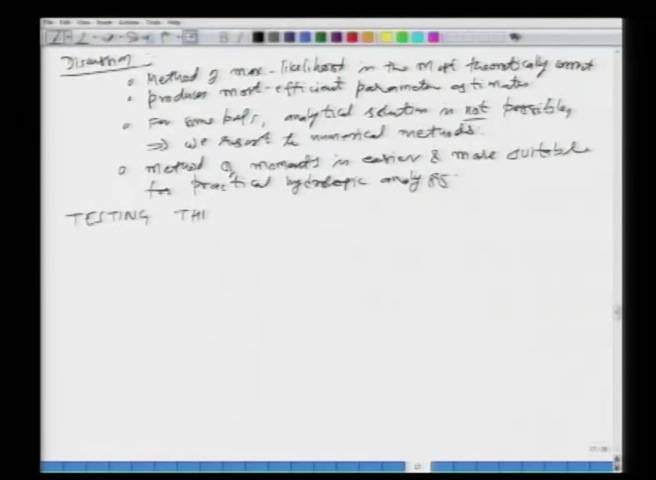 Discussion:
o Method of max-likelihood is the most theoretically correct
o produces most-efficient parameter estimates
o For some pdfs, analytical solution is not possible,
⇒ we resort to numerical methods.
o method of moments is easier & more suitable
for practical hydrologic analysis.
TESTING THI